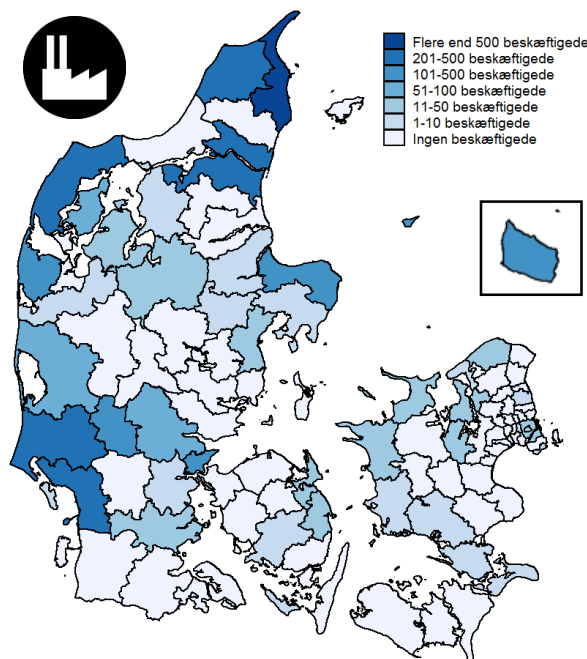 Flere end 500 beskæftigede
201-500 beskæftigede
101-500 beskæftigede
51-100 beskæftigede
11-50 beskæftigede
1-10 beskæftigede
Ingen beskæftigede